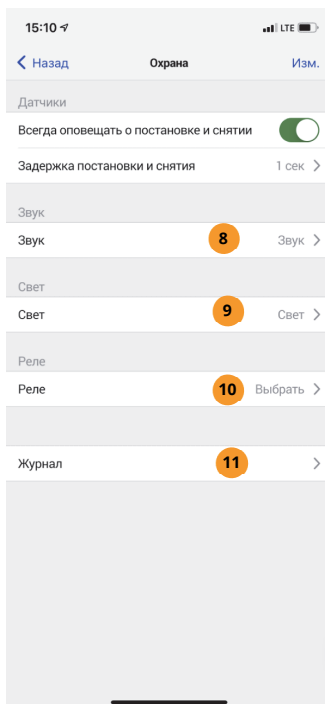 15:10 LTE
Назад Охрана Изм.
Датчики
Всегда оповещать о постановке и снятии
Задержка постановки и снятия 1 сек
Звук
Звук 8 Звук
Свет
Свет 9 Свет
Реле
Реле 10 Выбрать
Журнал 11